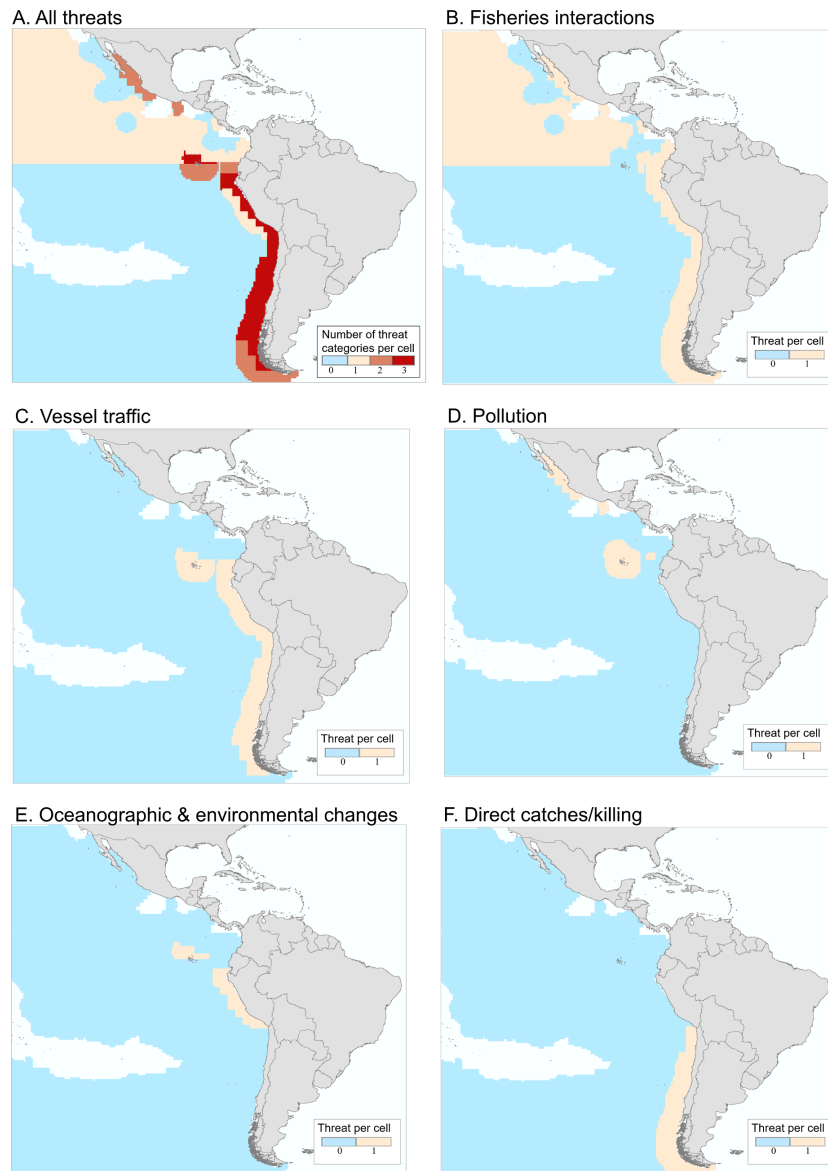 A. All threats
B. Fisheries interactions
Number of threat
categories per cell
0 1 2 3
Threat per cell
0 1
C. Vessel traffic
D. Pollution
Threat per cell
0 1
Threat per cell
0 1
E. Oceanographic & environmental changes
F. Direct catches/killing
Threat per cell
0 1
Threat per cell
0 1